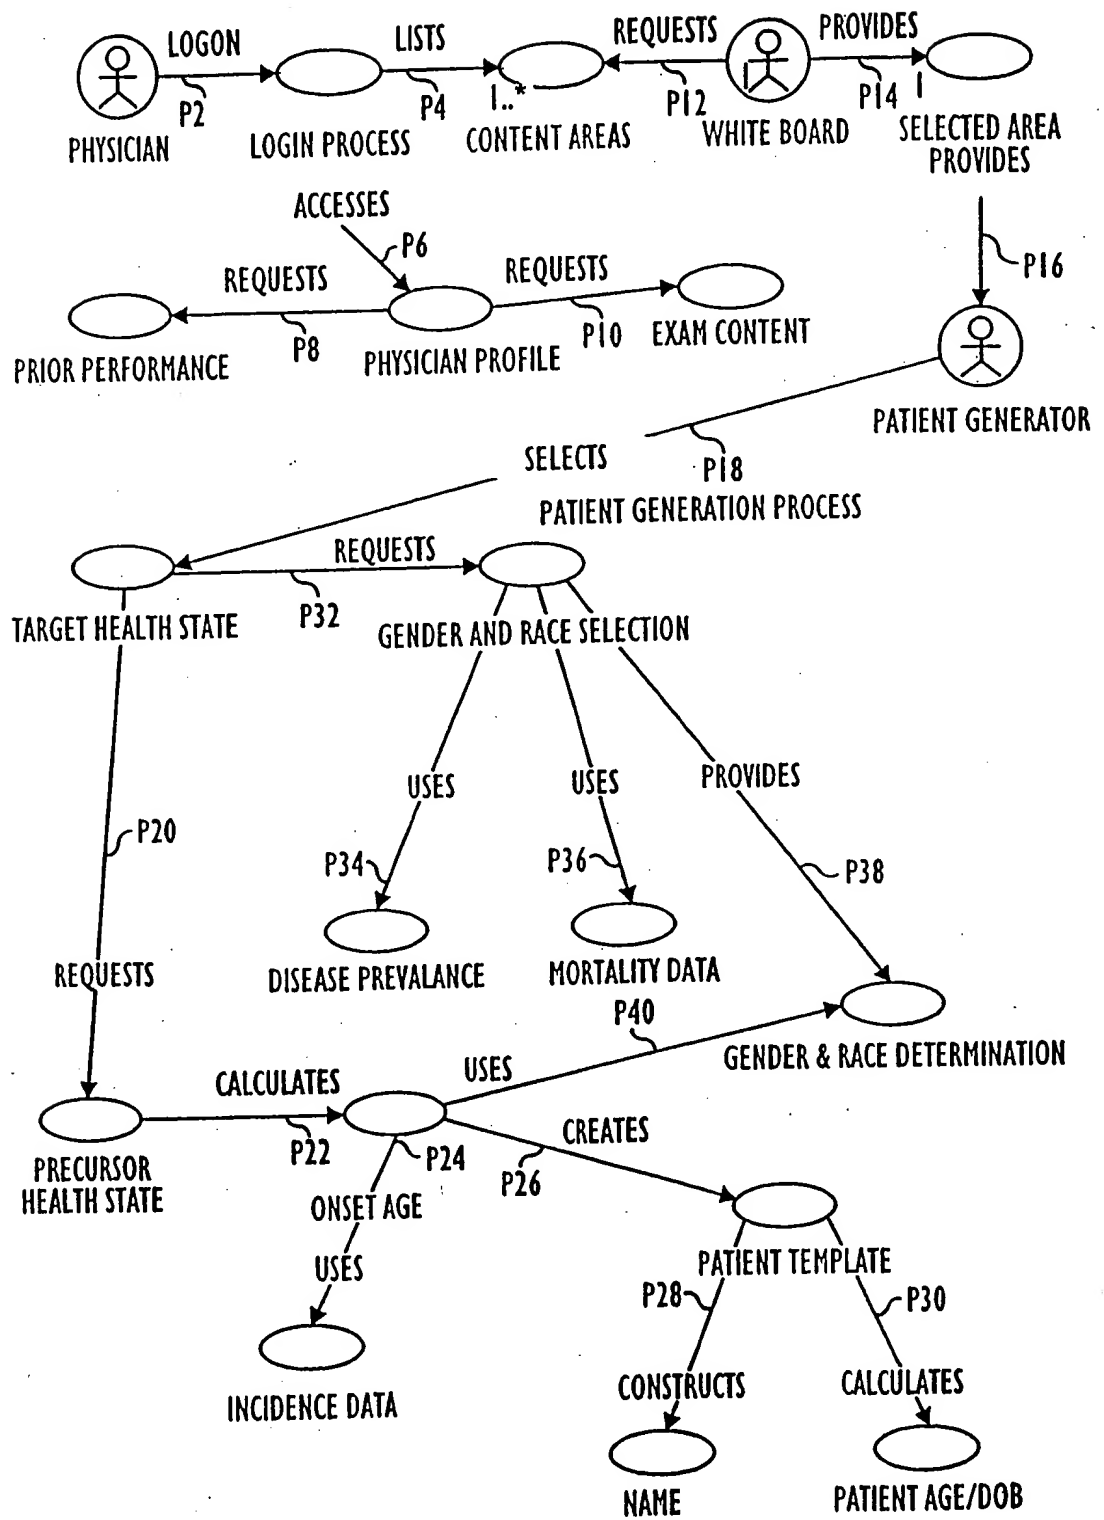 LOGON
LISTS
REQUESTS
PROVIDES
P2
P4
1..*
P12
P14
1
PHYSICIAN
LOGIN PROCESS
CONTENT AREAS
WHITE BOARD
SELECTED AREA
PROVIDES
ACCESSES
P6
P16
REQUESTS
REQUESTS
P8
P10
PRIOR PERFORMANCE
PHYSICIAN PROFILE
EXAM CONTENT
PATIENT GENERATOR
SELECTS
P18
PATIENT GENERATION PROCESS
REQUESTS
P32
TARGET HEALTH STATE
GENDER AND RACE SELECTION
USES
USES
PROVIDES
P20
P34
P36
P38
REQUESTS
DISEASE PREVALANCE
MORTALITY DATA
P40
GENDER & RACE DETERMINATION
CALCULATES
USES
P22
P24
CREATES
P26
PRECURSOR
HEALTH STATE
ONSET AGE
USES
PATIENT TEMPLATE
P28
P30
INCIDENCE DATA
CONSTRUCTS
CALCULATES
NAME
PATIENT AGE/DOB